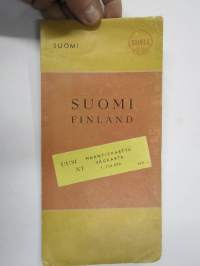 SUOMI
SHELL
SUOMI
FINLAND
UUSI MAANTIEKARTTA
NY VÄGKARTA